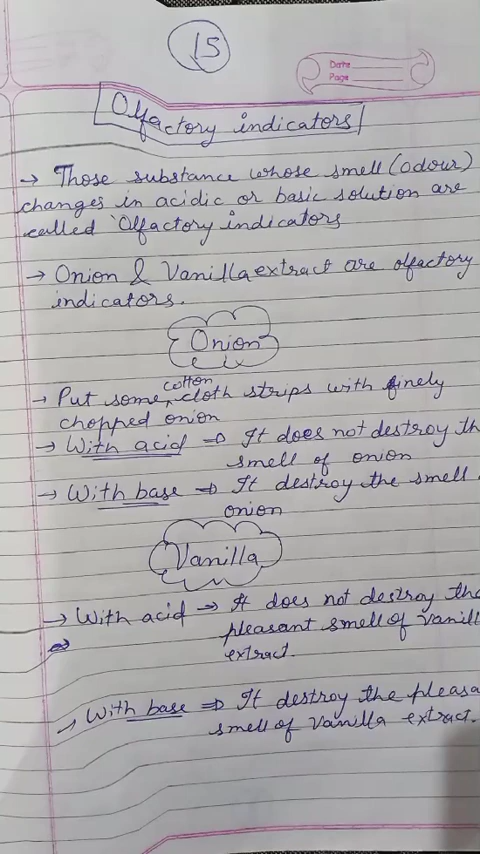 15
Date
Page
Olfactory indicators
→ Those substance whose smell (odour)
changes in acidic or basic solution are
called Olfactory indicators
→ Onion & Vanilla extract are olfactory
indicators.
Onion
cotton
→ Put some cloth strips with finely
chopped onion
→ With acid ⇒ It does not destroy th
smell of onion
→ With base ⇒ It destroy the smell
onion
Vanilla
→ With acid → It does not destroy the
pleasant smell of vanill
extract.
→ With base ⇒ It destroy the pleasa
smell of Vanilla extract.